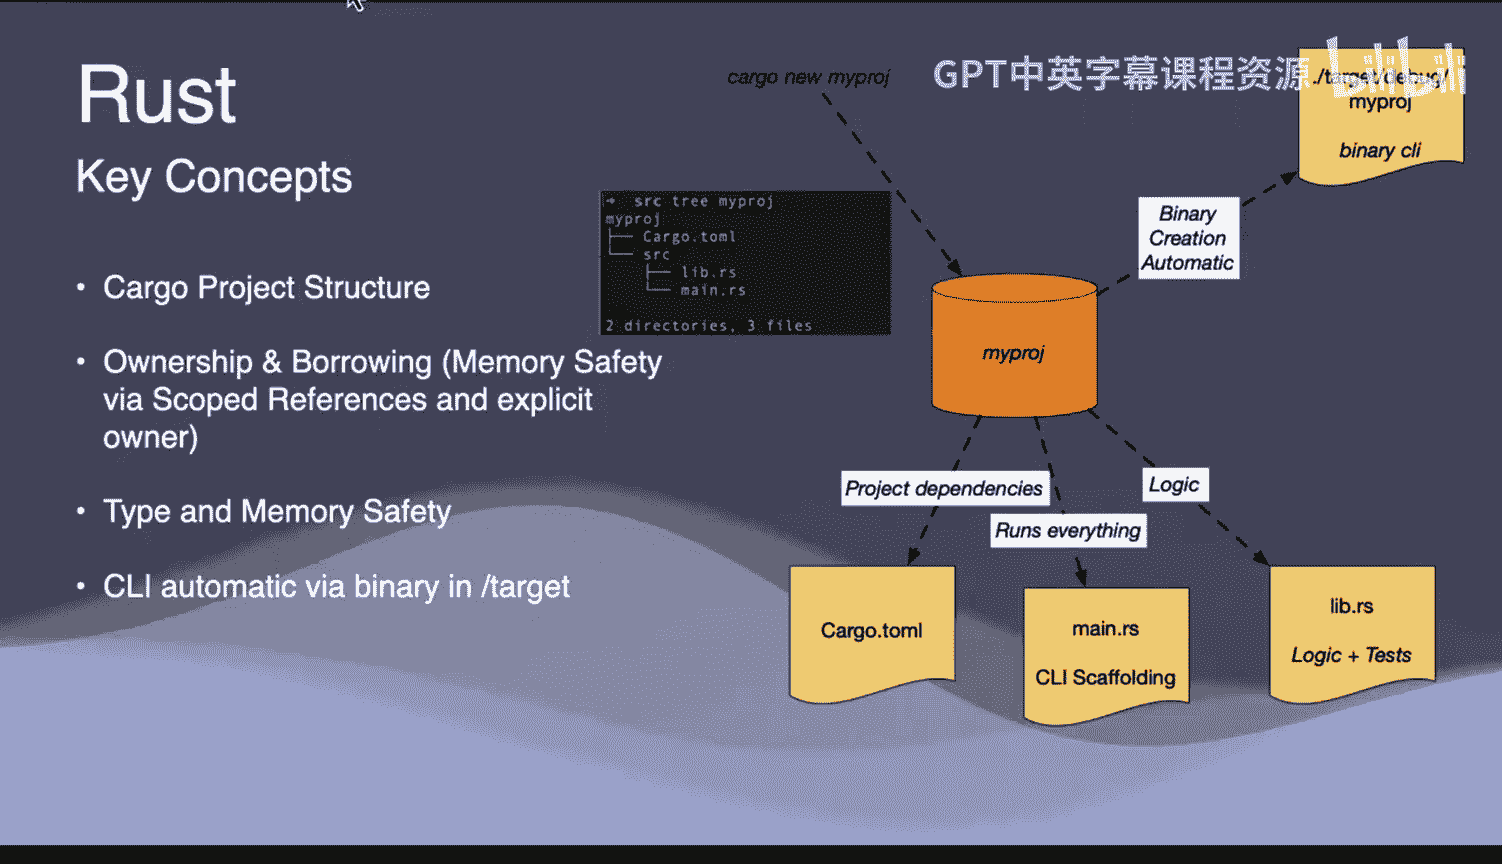 Rust
Key Concepts
• Cargo Project Structure
• Ownership & Borrowing (Memory Safety
via Scoped References and explicit
owner)
• Type and Memory Safety
• CLI automatic via binary in /target
cargo new myproj
GPT中英字幕课程资源
bilibili
./target/debug/
myproj
binary cli
➜ src tree myproj
myproj
├── Cargo.toml
└── src
├── lib.rs
└── main.rs
2 directories, 3 files
Binary
Creation
Automatic
myproj
Project dependencies
Runs everything
Logic
Cargo.toml
main.rs
CLI Scaffolding
lib.rs
Logic + Tests